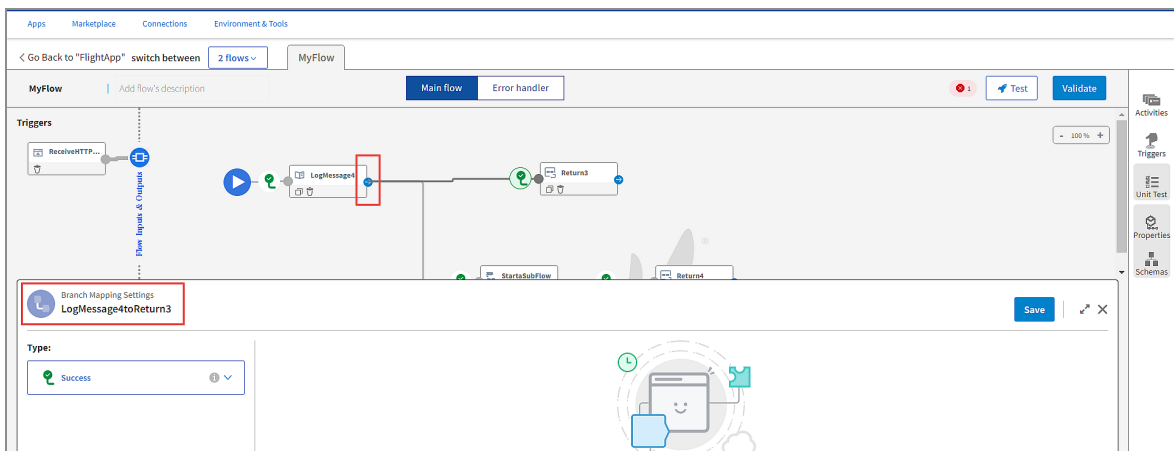 Apps Marketplace Connections Environment & Tools
Go Back to "FlightApp" switch between 2 flows MyFlow
MyFlow Add flow's description Main flow Error handler 1 Test Validate
Activities
Triggers
- 100 % +
ReceiveHTTP...
Triggers
LogMessage4
Return3
Flow Inputs & Outputs
Unit Test
Properties
Schemas
StartaSubFlow
Return4
Branch Mapping Settings
LogMessage4toReturn3
Save
Type:
Success